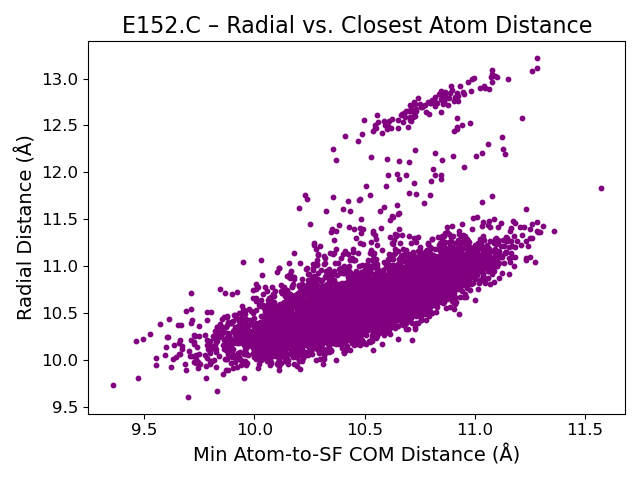 E152.C – Radial vs. Closest Atom Distance
Radial Distance (Å)
13.0
12.5
12.0
11.5
11.0
10.5
10.0
9.5
9.5 10.0 10.5 11.0 11.5
Min Atom-to-SF COM Distance (Å)